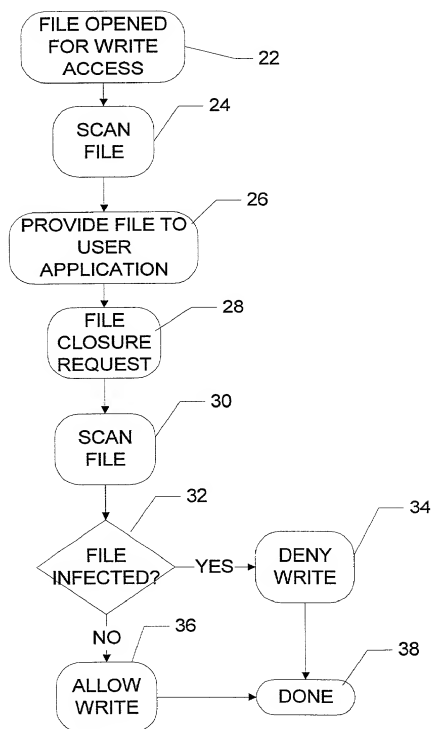 FILE OPENED
FOR WRITE
ACCESS
22
24
SCAN
FILE
26
PROVIDE FILE TO
USER
APPLICATION
28
FILE
CLOSURE
REQUEST
30
SCAN
FILE
32
34
FILE
INFECTED?
YES
DENY
WRITE
NO
36
38
ALLOW
WRITE
DONE